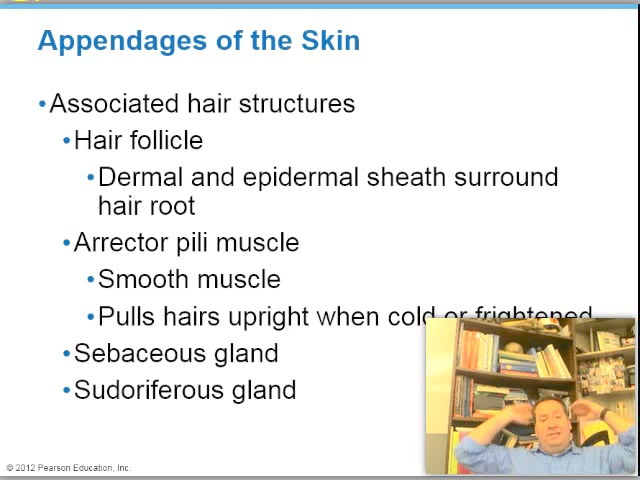 Appendages of the Skin
•Associated hair structures
•Hair follicle
•Dermal and epidermal sheath surround
hair root
•Arrector pili muscle
•Smooth muscle
•Pulls hairs upright when cold or frightened
•Sebaceous gland
•Sudoriferous gland
© 2012 Pearson Education, Inc.